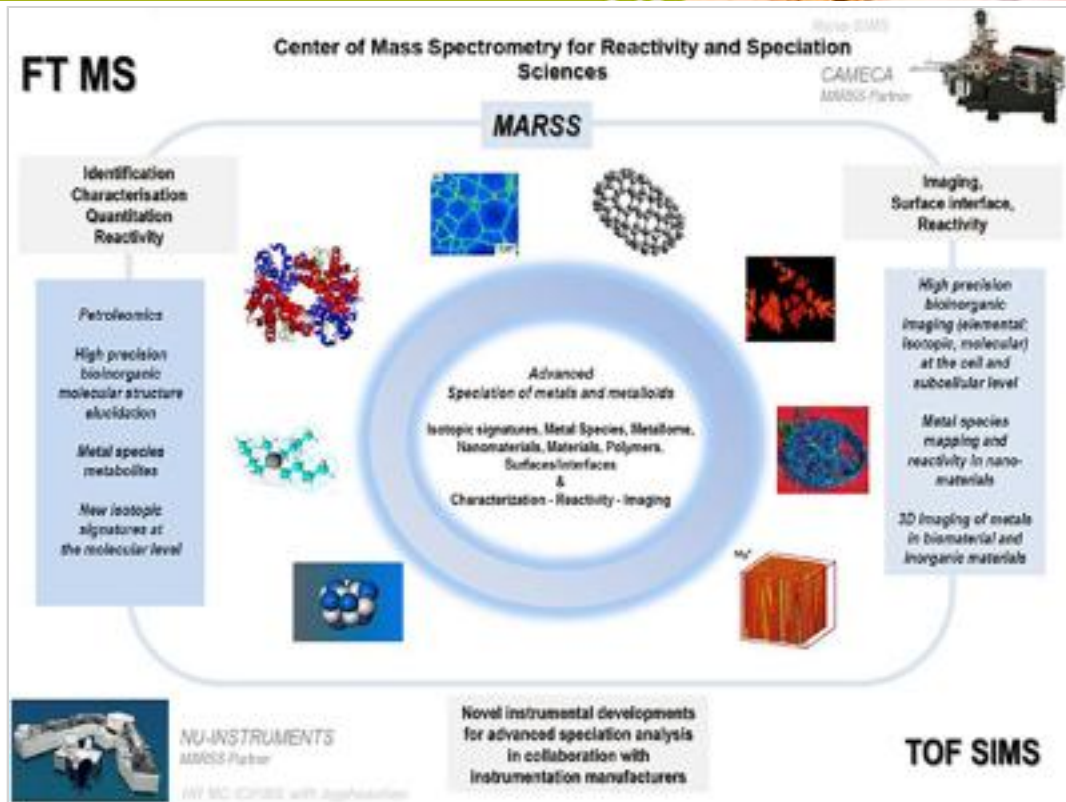 Nano-SIMS
Center of Mass Spectrometry for Reactivity and Speciation
Sciences
FT MS
CAMECA
MARSS Partner
MARSS
Identification
Characterisation
Quantitation
Reactivity
Imaging,
Surface interface,
Reactivity
Petroleomics
High precision
bioinorganic
molecular structure
elucidation
Metal species
metabolites
New isotopic
signatures at
the molecular level
Advanced
Speciation of metals and metalloids
Isotopic signatures, Metal Species, Metallome,
Nanomaterials, Materials, Polymers,
Surfaces/Interfaces
&
Characterization - Reactivity - Imaging
High precision
bioinorganic
imaging (elemental;
isotopic, molecular)
at the cell and
subcellular level
Metal species
mapping and
reactivity in nano-
materials
3D Imaging of metals
in biomaterial and
inorganic materials
NU-INSTRUMENTS
MARSS Partner
Novel instrumental developments
for advanced speciation analysis
in collaboration with
instrumentation manufacturers
TOF SIMS